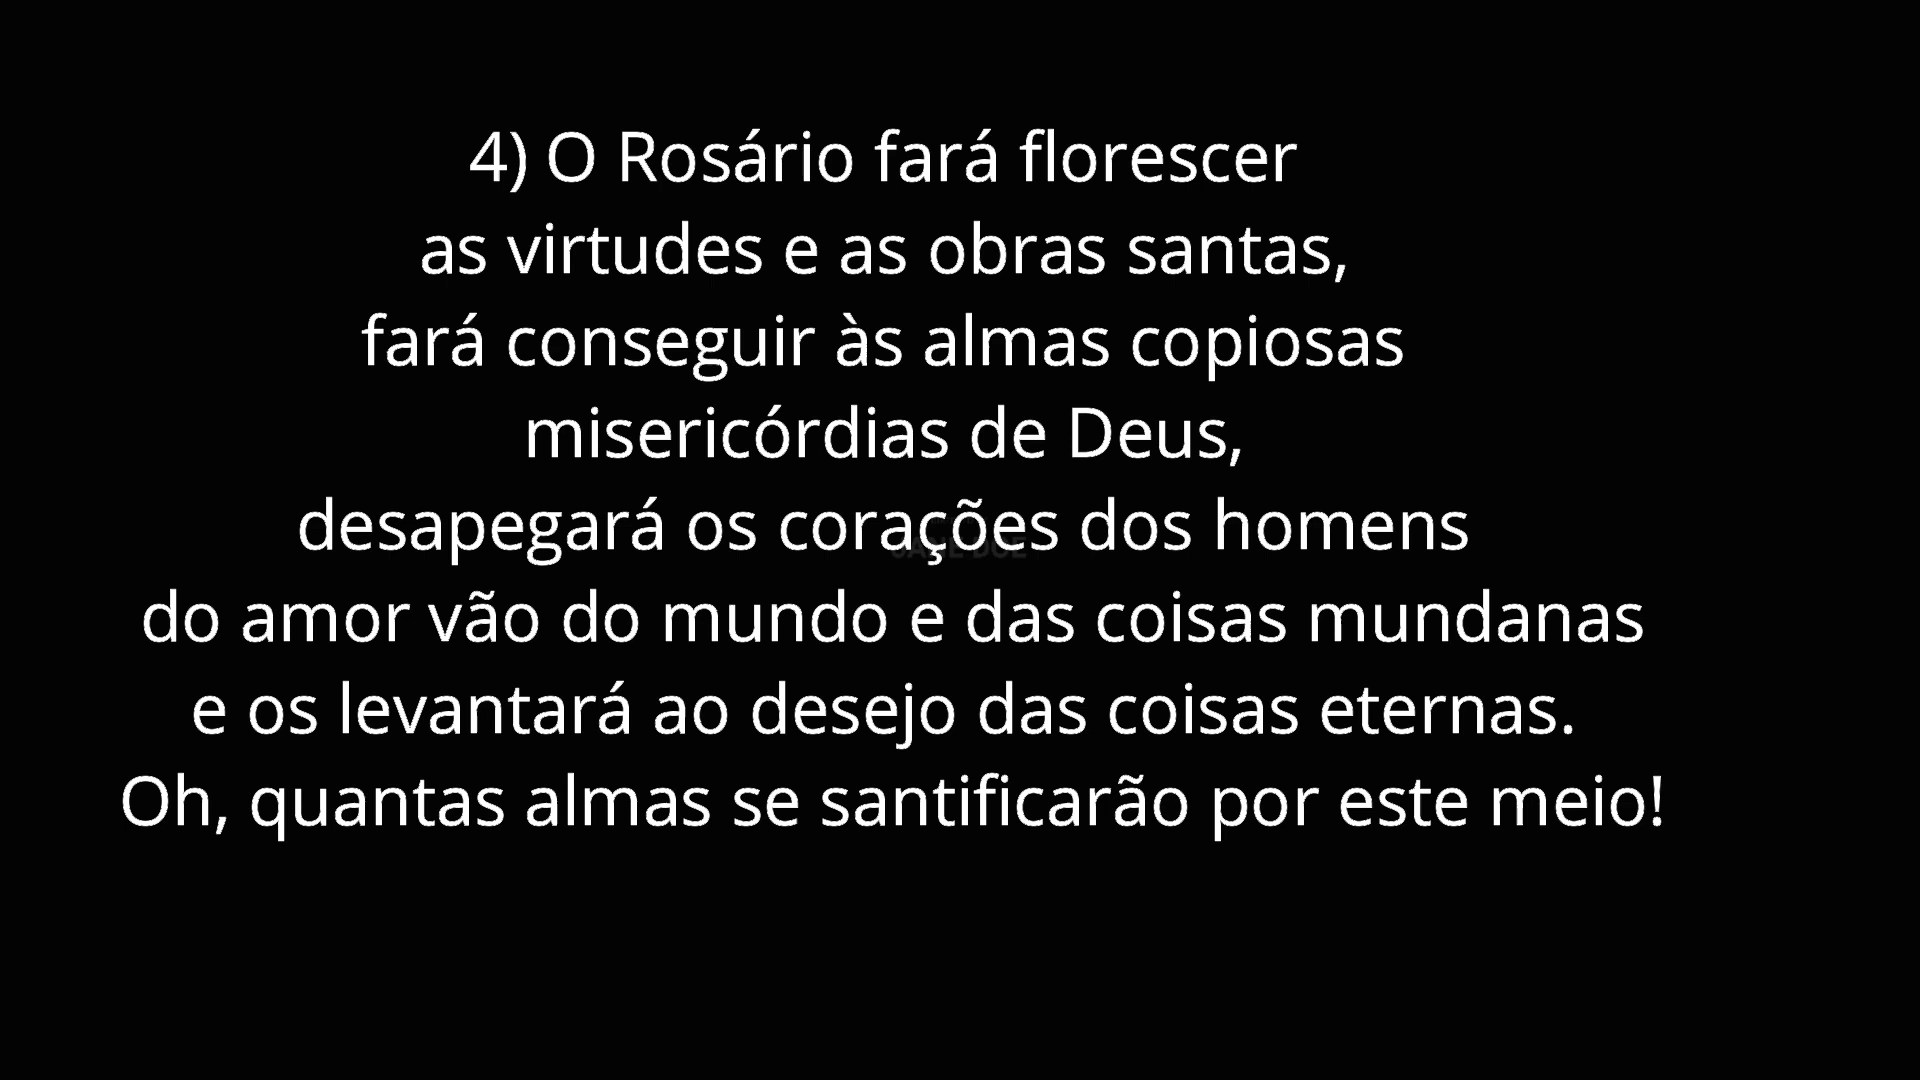 4) O Rosário fará florescer
as virtudes e as obras santas,
fará conseguir às almas copiosas
misericórdias de Deus,
desapegará os corações dos homens
do amor vão do mundo e das coisas mundanas
e os levantará ao desejo das coisas eternas.
Oh, quantas almas se santificarão por este meio!